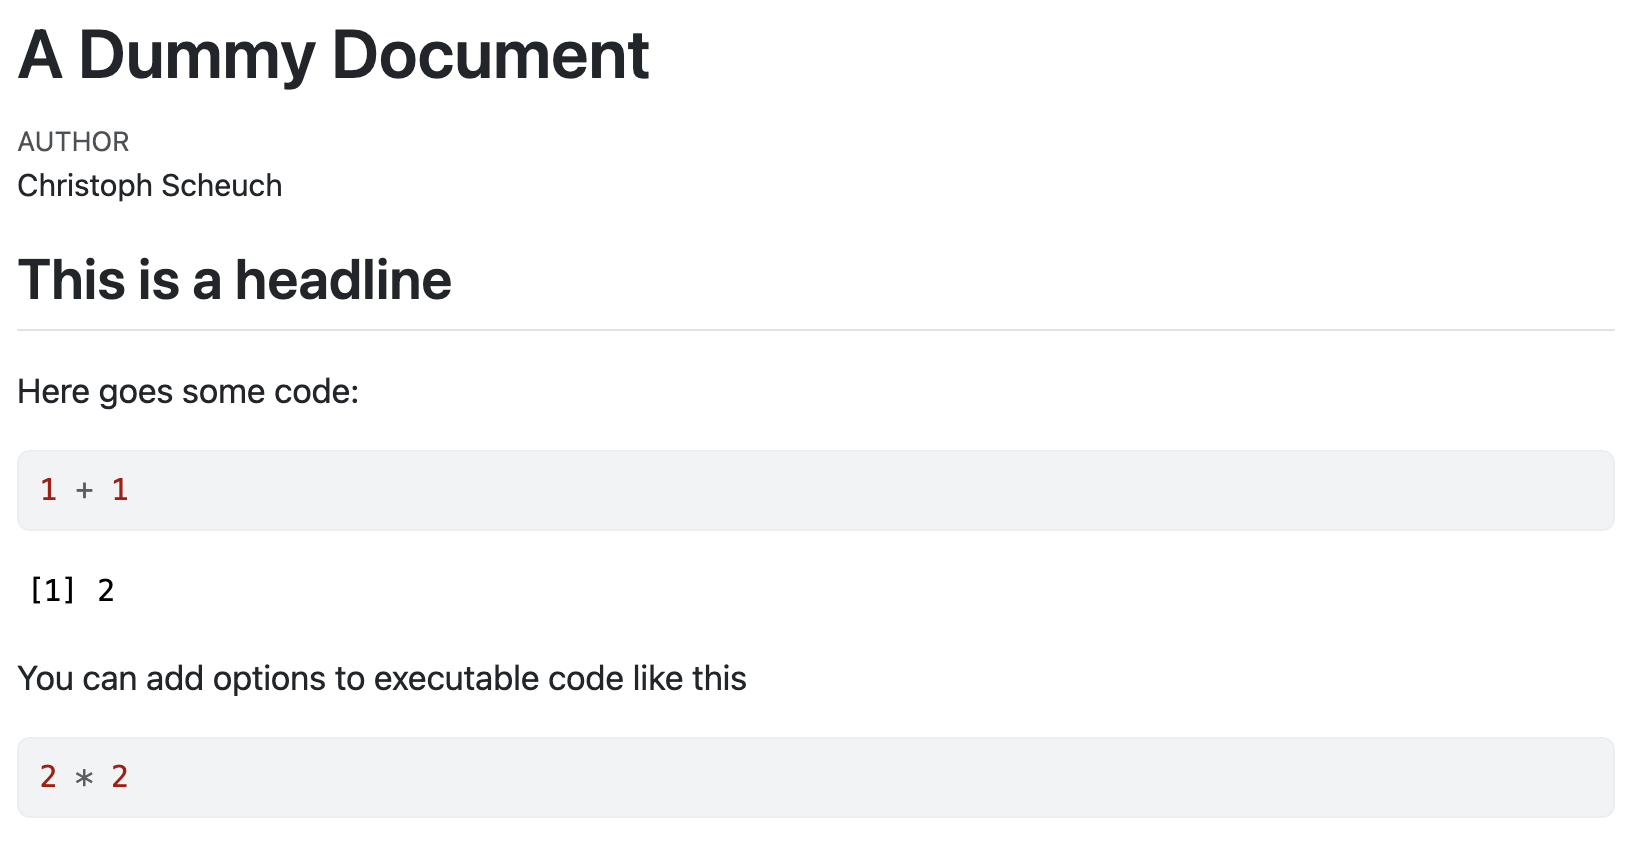 A Dummy Document
AUTHOR
Christoph Scheuch
This is a headline
Here goes some code:
1 + 1
[1] 2
You can add options to executable code like this
2 * 2